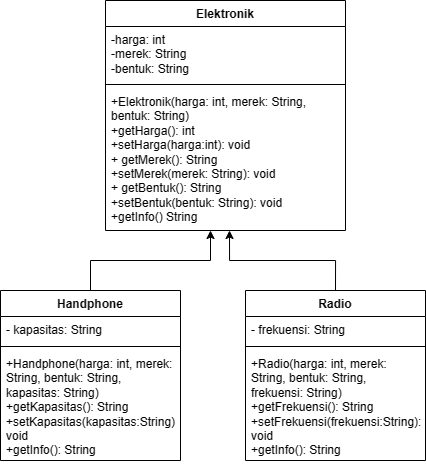 Elektronik
-harga: int
-merek: String
-bentuk: String
+Elektronik(harga: int, merek: String,
bentuk: String)
+getHarga(): int
+setHarga(harga:int): void
+ getMerek(): String
+setMerek(merek: String): void
+ getBentuk(): String
+setBentuk(bentuk: String): void
+getInfo() String
Handphone
- kapasitas: String
+Handphone(harga: int, merek:
String, bentuk: String,
kapasitas: String)
+getKapasitas(): String
+setKapasitas(kapasitas:String)
void
+getInfo(): String
Radio
- frekuensi: String
+Radio(harga: int, merek:
String, bentuk: String,
frekuensi: String)
+getFrekuensi(): String
+setFrekuensi(frekuensi:String):
void
+getInfo(): String